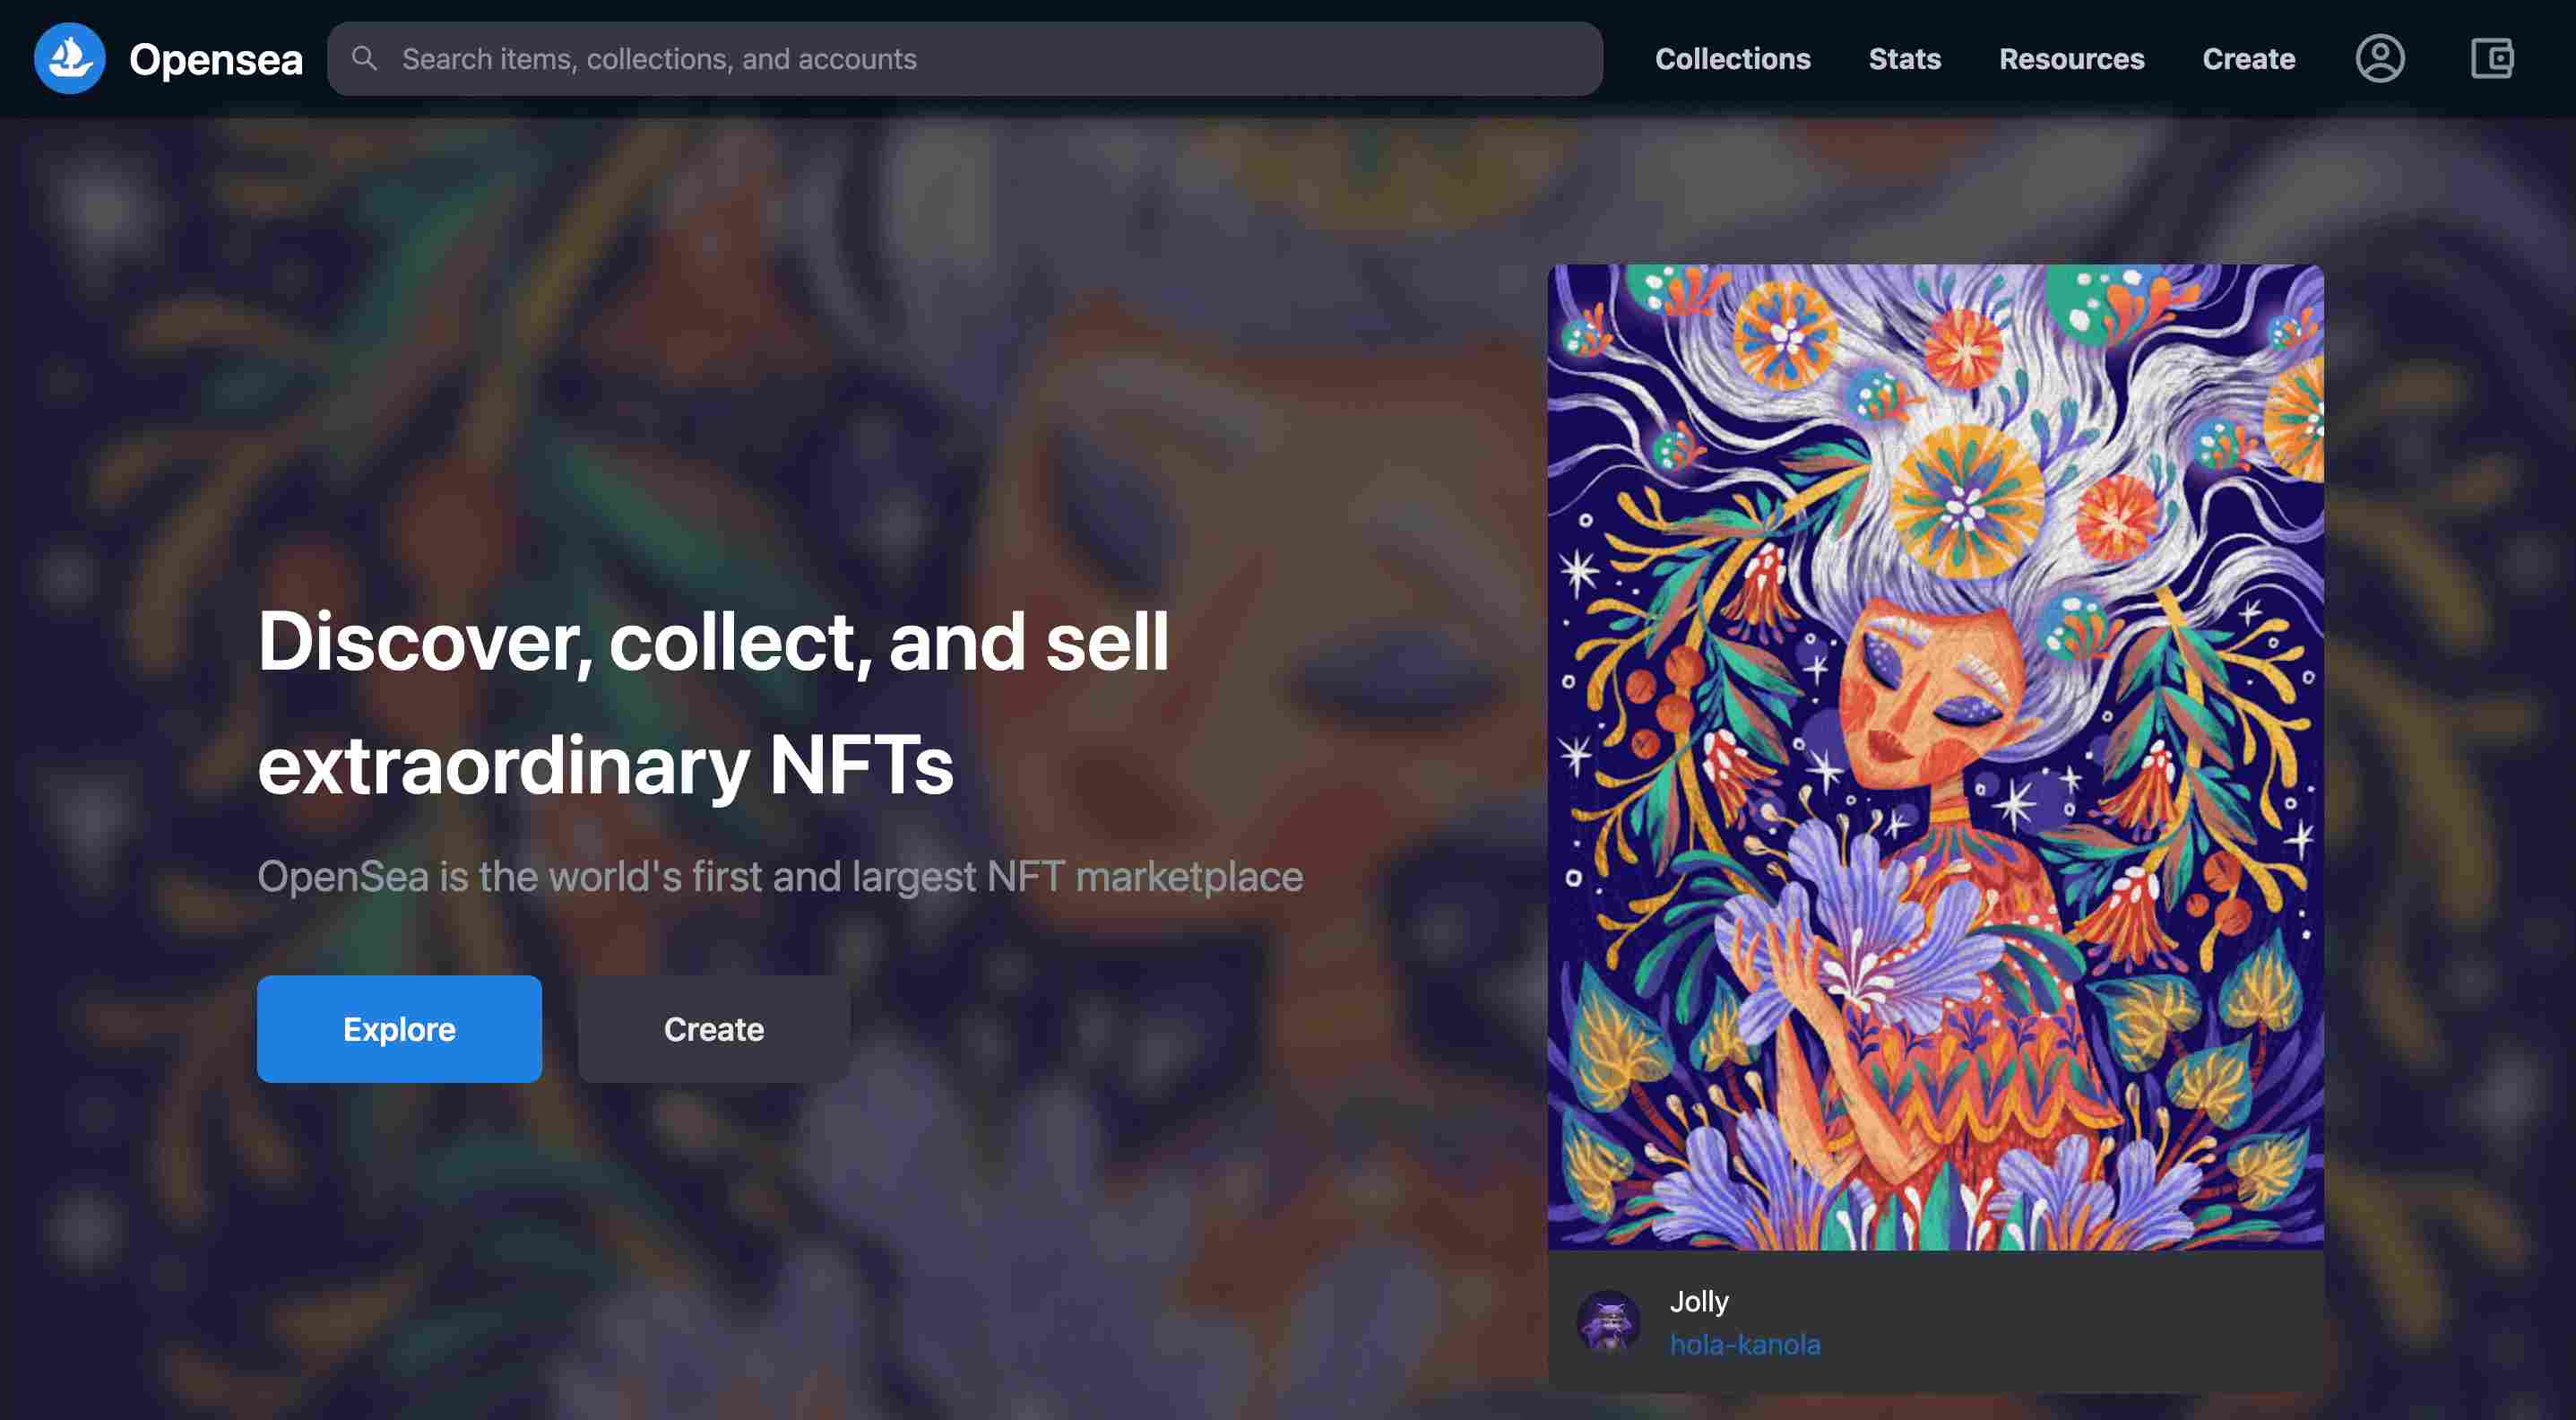 Opensea
Search items, collections, and accounts
Collections
Stats
Resources
Create
Discover, collect, and sell
extraordinary NFTs
OpenSea is the world's first and largest NFT marketplace
Explore
Create
Jolly
hola-kanola